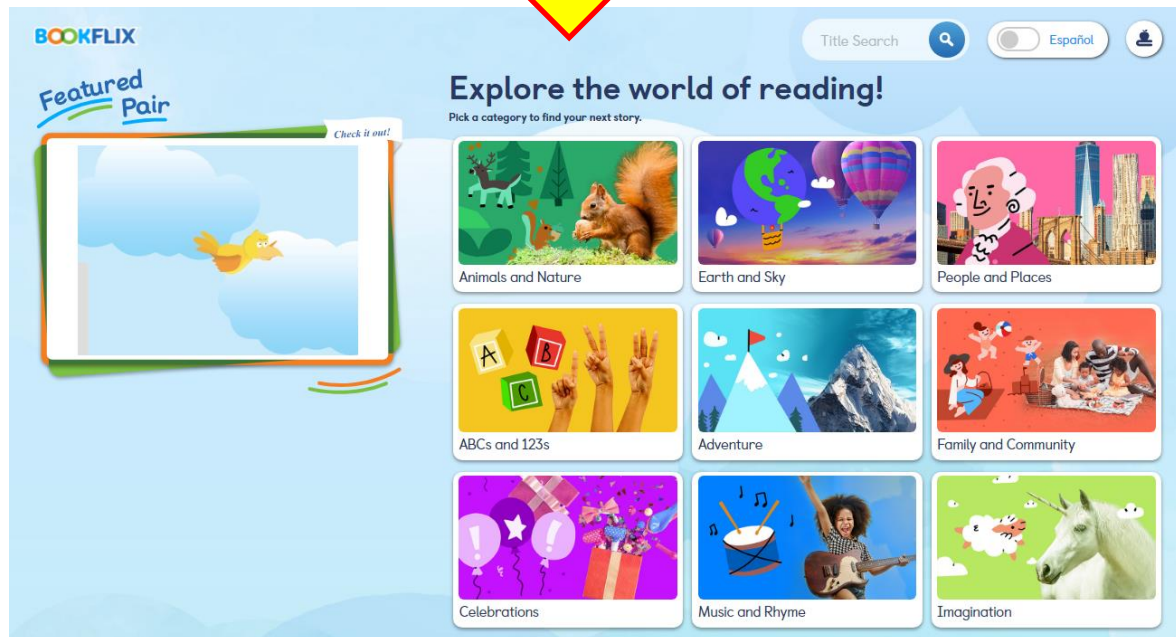 BOOKFLIX
Title Search
Español
Featured
Pair
Check it out!
Explore the world of reading!
Pick a category to find your next story.
Animals and Nature
Earth and Sky
People and Places
A
B
C
ABCs and 123s
Adventure
Family and Community
Celebrations
Music and Rhyme
Imagination